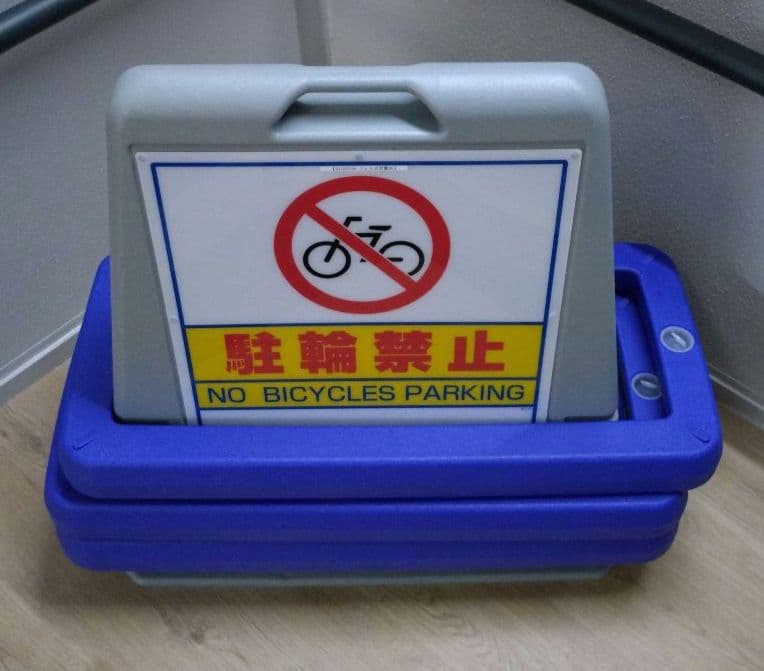 駐輪禁止
NO BICYCLES PARKING